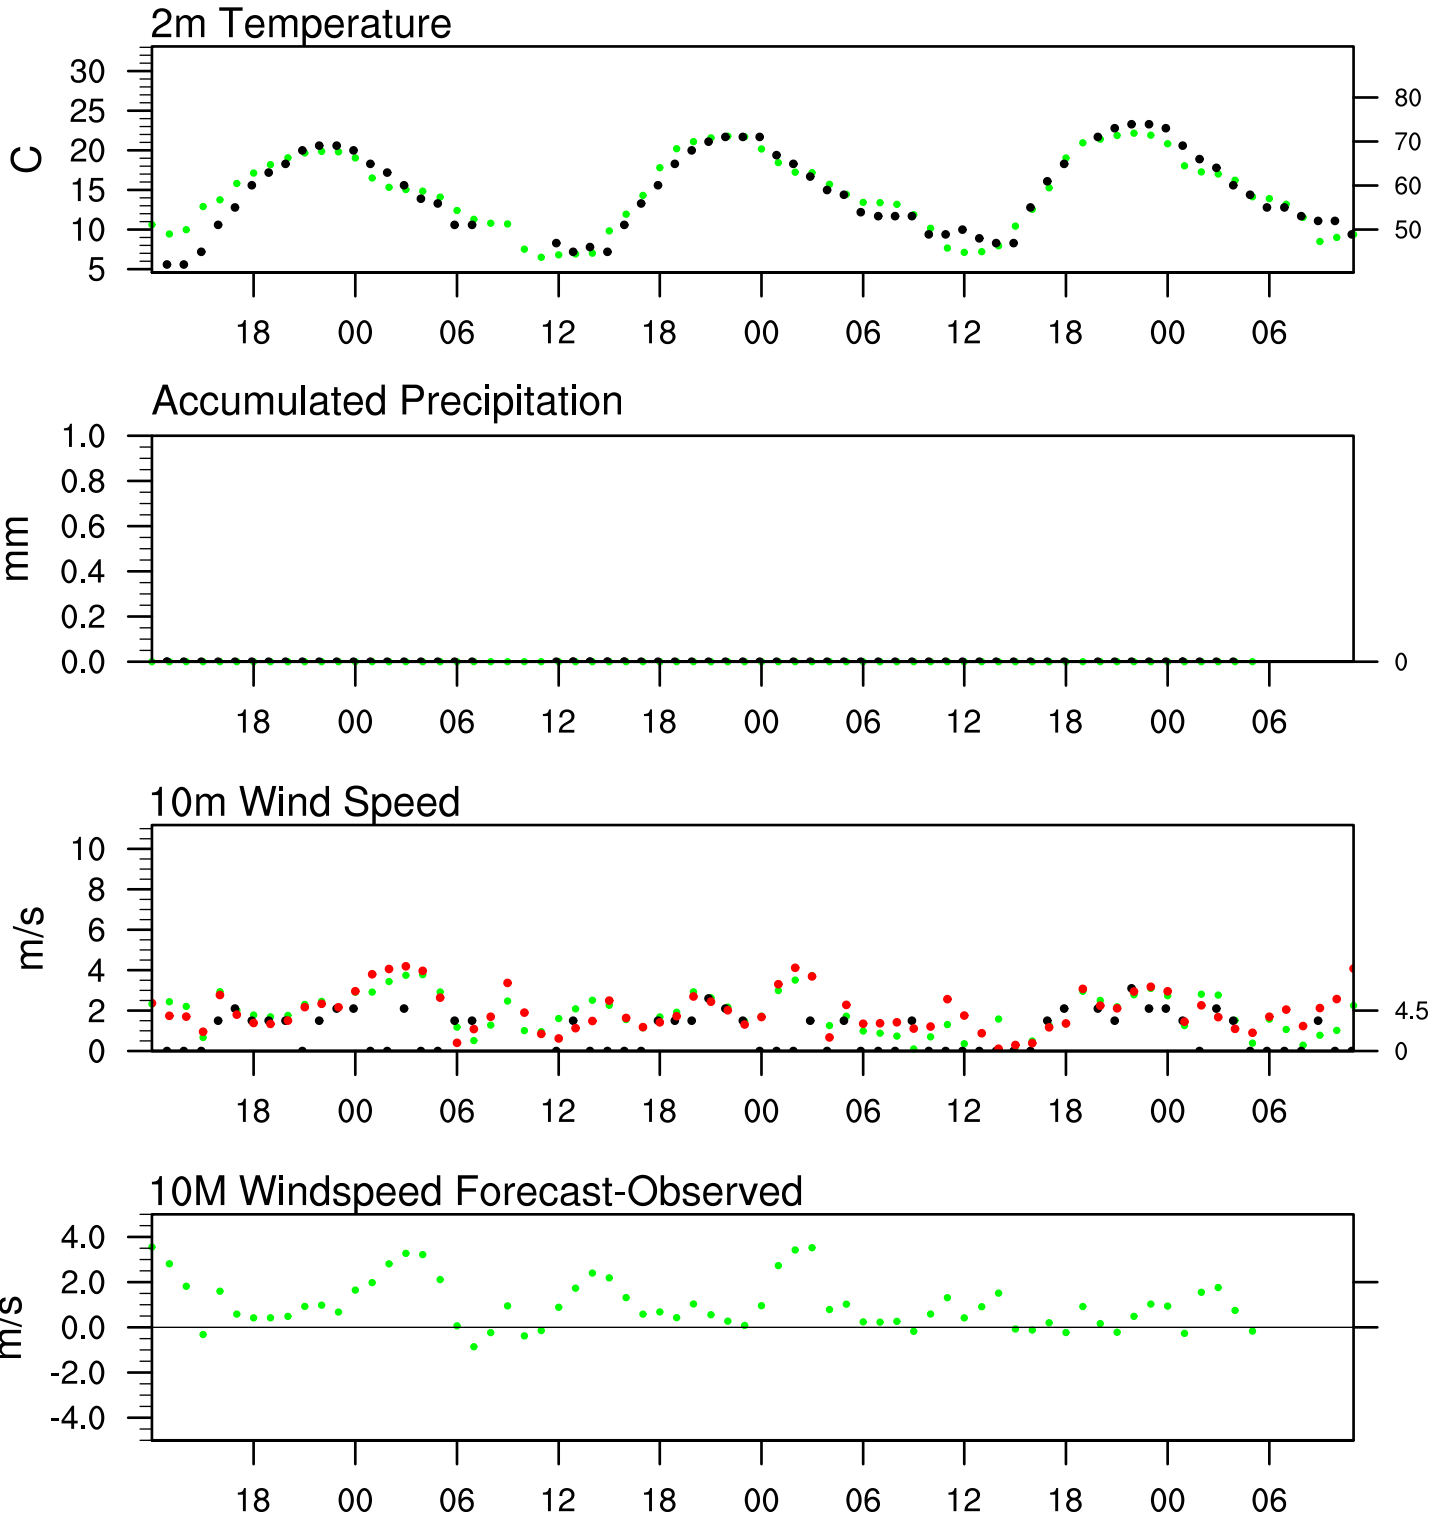 2m Temperature
30
25
20
15
10
5
C
80
70
60
50
18 00 06 12 18 00 06 12 18 00 06
Accumulated Precipitation
1.0
0.8
0.6
0.4
0.2
0.0
mm
0
18 00 06 12 18 00 06 12 18 00 06
10m Wind Speed
10
8
6
4
2
0
m/s
4.5
0
18 00 06 12 18 00 06 12 18 00 06
10M Windspeed Forecast-Observed
4.0
2.0
0.0
-2.0
-4.0
m/s
18 00 06 12 18 00 06 12 18 00 06